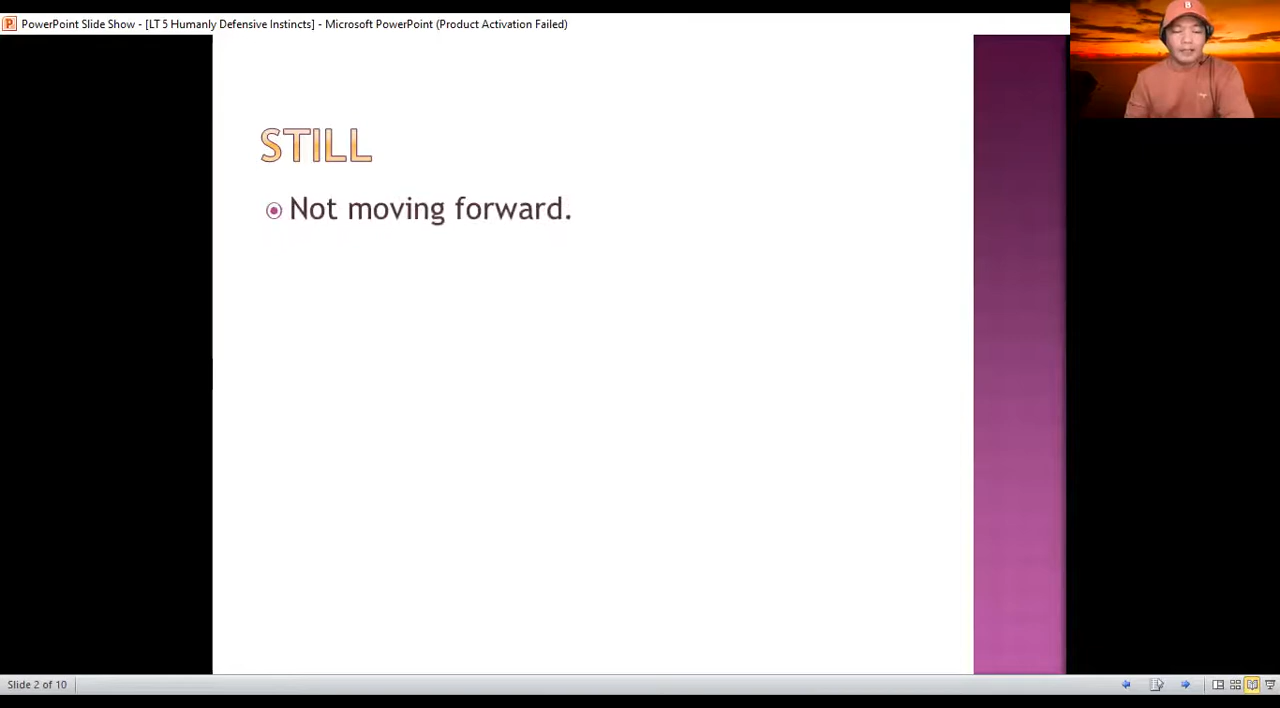 PowerPoint Slide Show - [LT 5 Humanly Defensive Instincts] - Microsoft PowerPoint (Product Activation Failed)
B
STILL
Not moving forward.
Slide 2 of 10